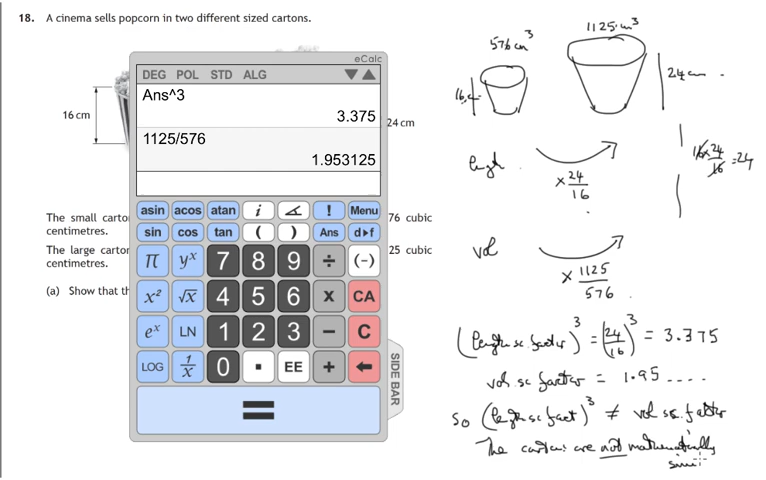 18. A cinema sells popcorn in two different sized cartons.
16 cm
24 cm
The small carto
76 cubic
centimetres.
The large carton
25 cubic
centimetres.
(a) Show that th
eCalc
DEG POL STD ALG
Ans^3
3.375
1125/576
1.953125
asin acos atan i ∠ ! Menu
sin cos tan ( ) Ans d▸f
π yˣ 7 8 9 ÷ (-)
x² √x 4 5 6 x CA
eˣ LN 1 2 3 − C
LOG 1/x 0 . EE +
=
SIDE BAR
576 cm³
1125 cm³
16
24 cm
length
× 24/16
16 × 24/16 = 24
vol
× 1125/576
(length sc factor)³ = (24/16)³ = 3.375
vol sc factor = 1.95 ....
So (length sc fact)³ ≠ vol sc. factor
The cartons are not mathematically
simi